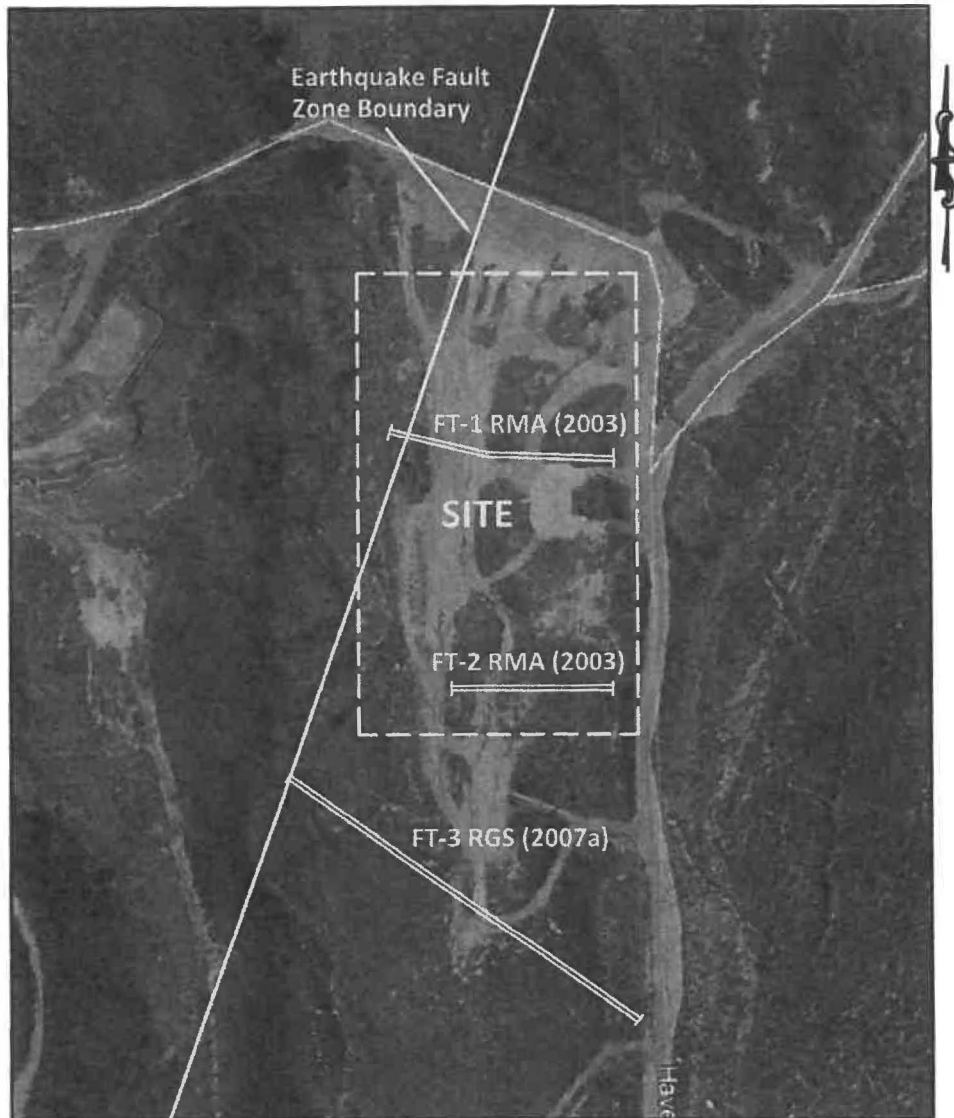 Earthquake Fault
Zone Boundary
FT-1 RMA (2003)
SITE
FT-2 RMA (2003)
FT-3 RGS (2007a)
Have